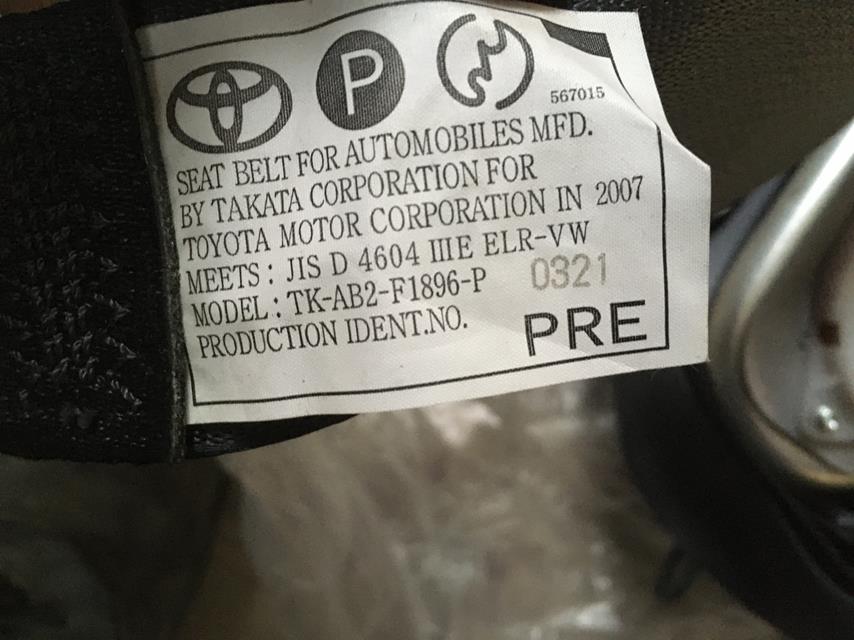 P
567015
SEAT BELT FOR AUTOMOBILES MFD.
BY TAKATA CORPORATION FOR
TOYOTA MOTOR CORPORATION IN 2007
MEETS : JIS D 4604 IIIE ELR-VW
MODEL : TK-AB2-F1896-P 0321
PRODUCTION IDENT.NO. PRE